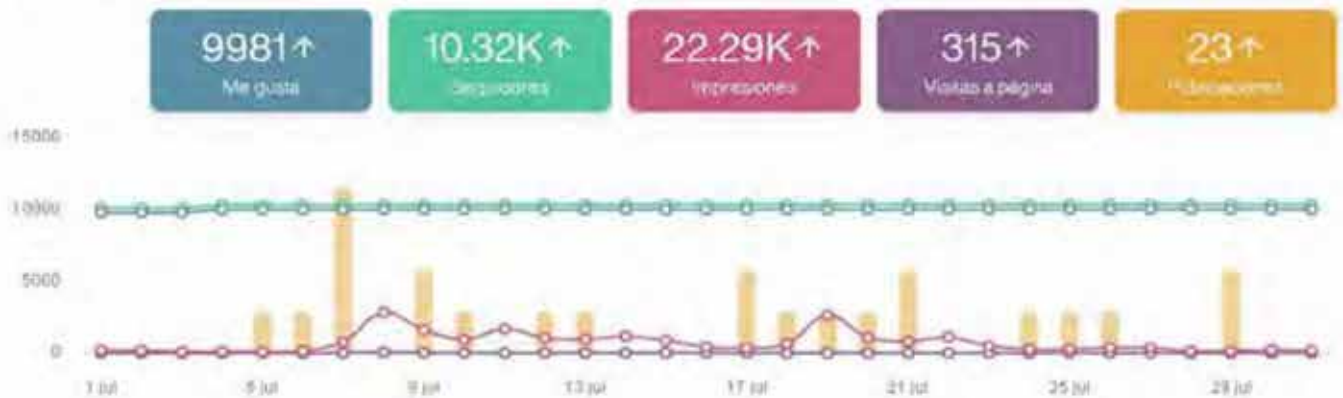 9981↑ 10.32K↑ 22.29K↑ 315↑ 23↑
Me gusta Seguidores Impresiones Visitas a página Publicaciones
15000
10000
5000
0
1 jul 5 jul 9 jul 13 jul 17 jul 21 jul 25 jul 29 jul